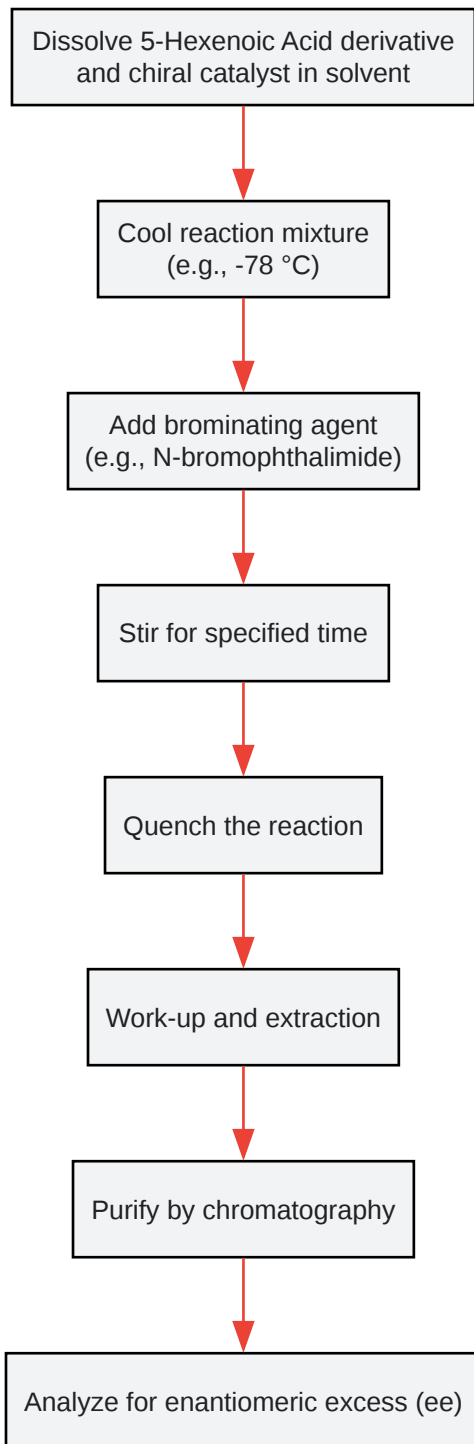 Dissolve 5-Hexenoic Acid derivative
and chiral catalyst in solvent
Cool reaction mixture
(e.g., -78 °C)
Add brominating agent
(e.g., N-bromophthalimide)
Stir for specified time
Quench the reaction
Work-up and extraction
Purify by chromatography
Analyze for enantiomeric excess (ee)